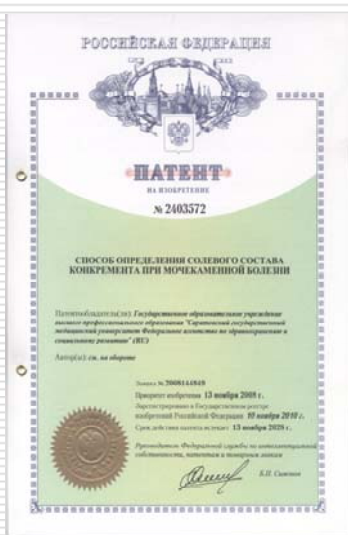 РОССИЙСКАЯ ФЕДЕРАЦИЯ
ПАТЕНТ
НА ИЗОБРЕТЕНИЕ
№ 2403572
СПОСОБ ОПРЕДЕЛЕНИЯ СОЛЕВОГО СОСТАВА
КОНКРЕМЕНТА ПРИ МОЧЕКАМЕННОЙ БОЛЕЗНИ
Патентообладатель(ли): Государственное образовательное учреждение
высшего профессионального образования "Саратовский государственный
медицинский университет Федерального агентства по здравоохранению и
социальному развитию" (RU)
Автор(ы): см. на обороте
Заявка № 2008144849
Приоритет изобретения 13 ноября 2008 г.
Зарегистрировано в Государственном реестре
изобретений Российской Федерации 10 ноября 2010 г.
Срок действия патента истекает 13 ноября 2028 г.
Руководитель Федеральной службы по интеллектуальной
собственности, патентам и товарным знакам
Б.П. Симонов